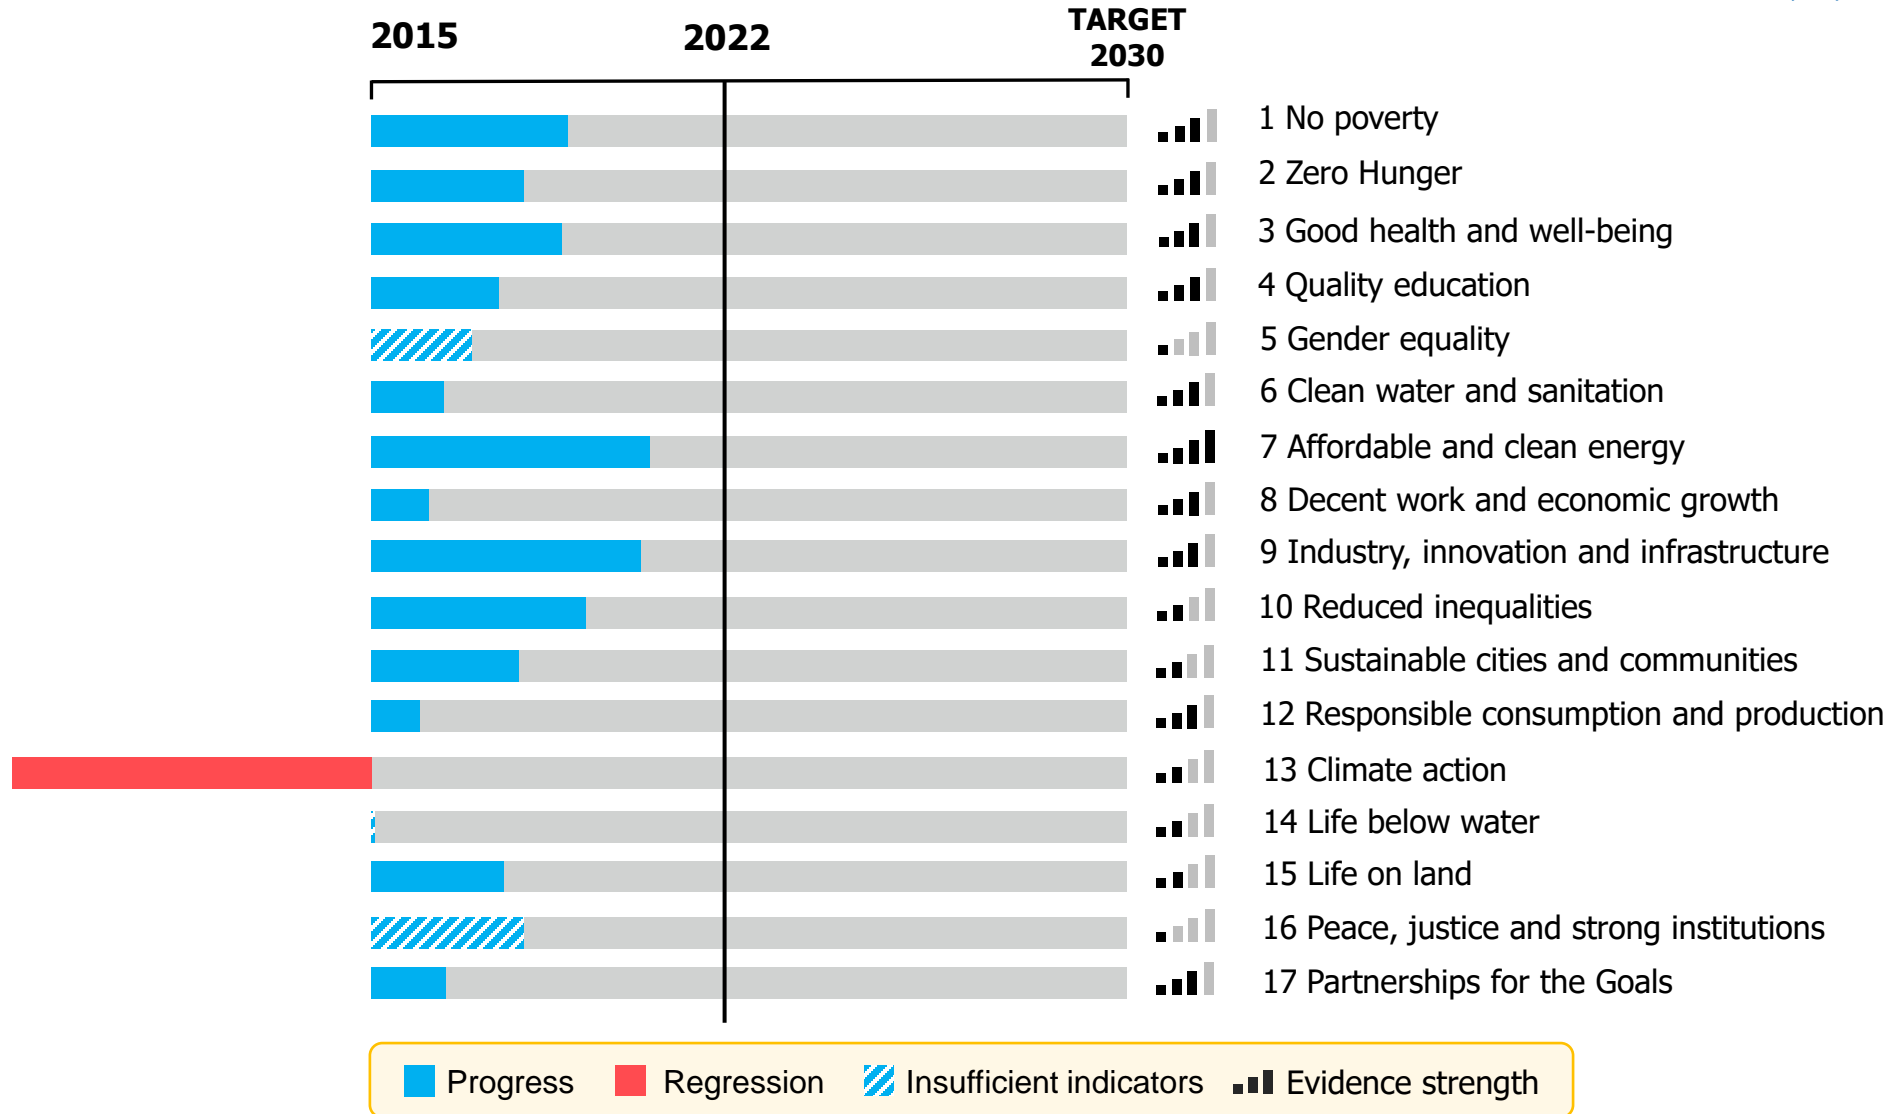 2015
2022
TARGET
2030
1 No poverty
2 Zero Hunger
3 Good health and well-being
4 Quality education
5 Gender equality
6 Clean water and sanitation
7 Affordable and clean energy
8 Decent work and economic growth
9 Industry, innovation and infrastructure
10 Reduced inequalities
11 Sustainable cities and communities
12 Responsible consumption and production
13 Climate action
14 Life below water
15 Life on land
16 Peace, justice and strong institutions
17 Partnerships for the Goals
Progress
Regression
Insufficient indicators
Evidence strength